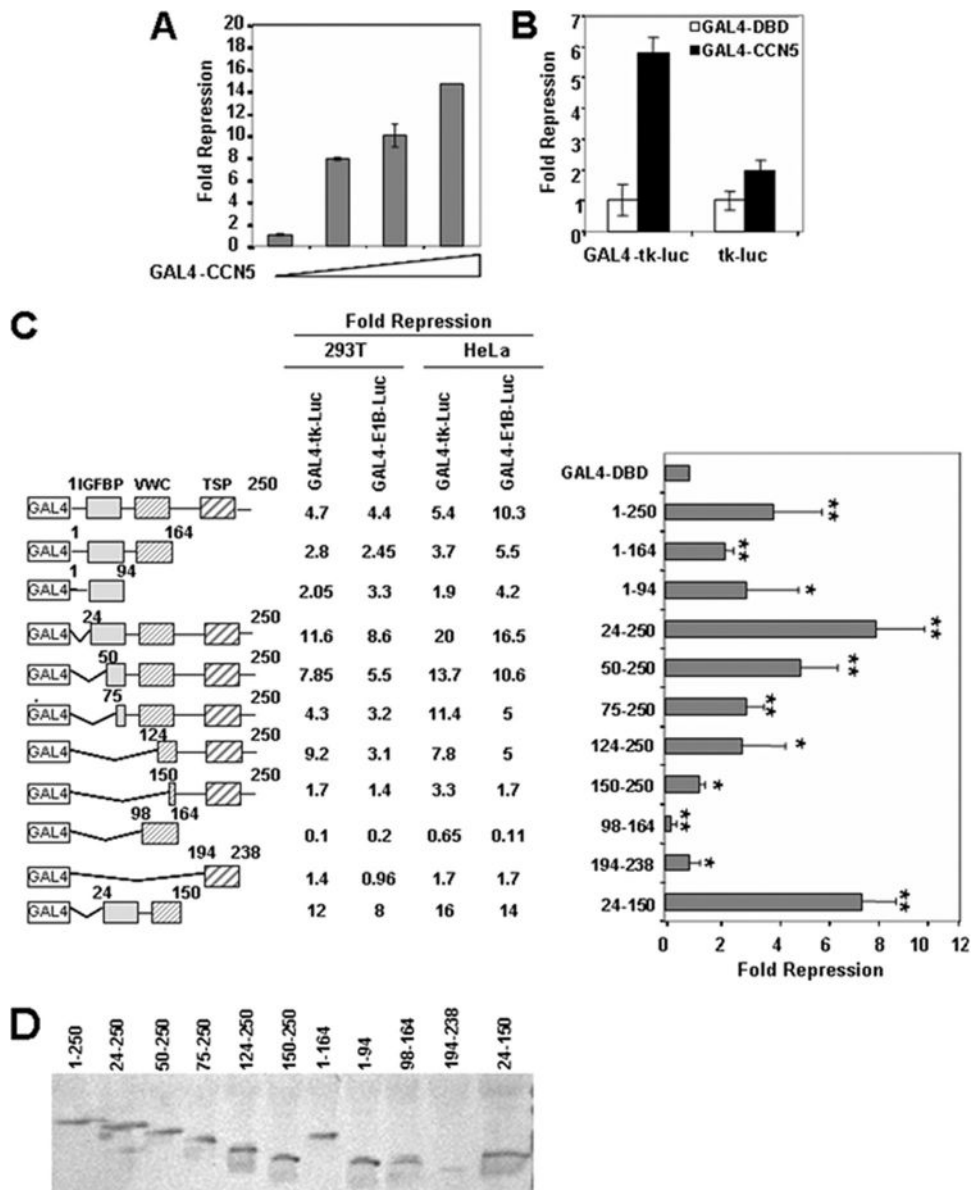 A
B
20
18
16
14
12
10
8
6
4
2
0
Fold Repression
GAL4-CCN5
7
6
5
4
3
2
1
0
Fold Repression
GAL4-DBD
GAL4-CCN5
GAL4-tk-luc tk-luc
C
Fold Repression
293T HeLa
GAL4-tk-Luc GAL4-E1B-Luc GAL4-tk-Luc GAL4-E1B-Luc
1 IGFBP VWC TSP 250
GAL4 4.7 4.4 5.4 10.3
1 164
GAL4 2.8 2.45 3.7 5.5
1 94
GAL4 2.05 3.3 1.9 4.2
24 250
GAL4 11.6 8.6 20 16.5
50 250
GAL4 7.85 5.5 13.7 10.6
75 250
GAL4 4.3 3.2 11.4 5
124 250
GAL4 9.2 3.1 7.8 5
150 250
GAL4 1.7 1.4 3.3 1.7
98 164
GAL4 0.1 0.2 0.65 0.11
194 238
GAL4 1.4 0.96 1.7 1.7
24 150
GAL4 12 8 16 14
GAL4-DBD
1-250 **
1-164 **
1-94 *
24-250 **
50-250 **
75-250 **
124-250 *
150-250 *
98-164 **
194-238 *
24-150 **
0 2 4 6 8 10 12
Fold Repression
D
1-250 24-250 50-250 75-250 124-250 150-250 1-164 1-94 98-164 194-238 24-150